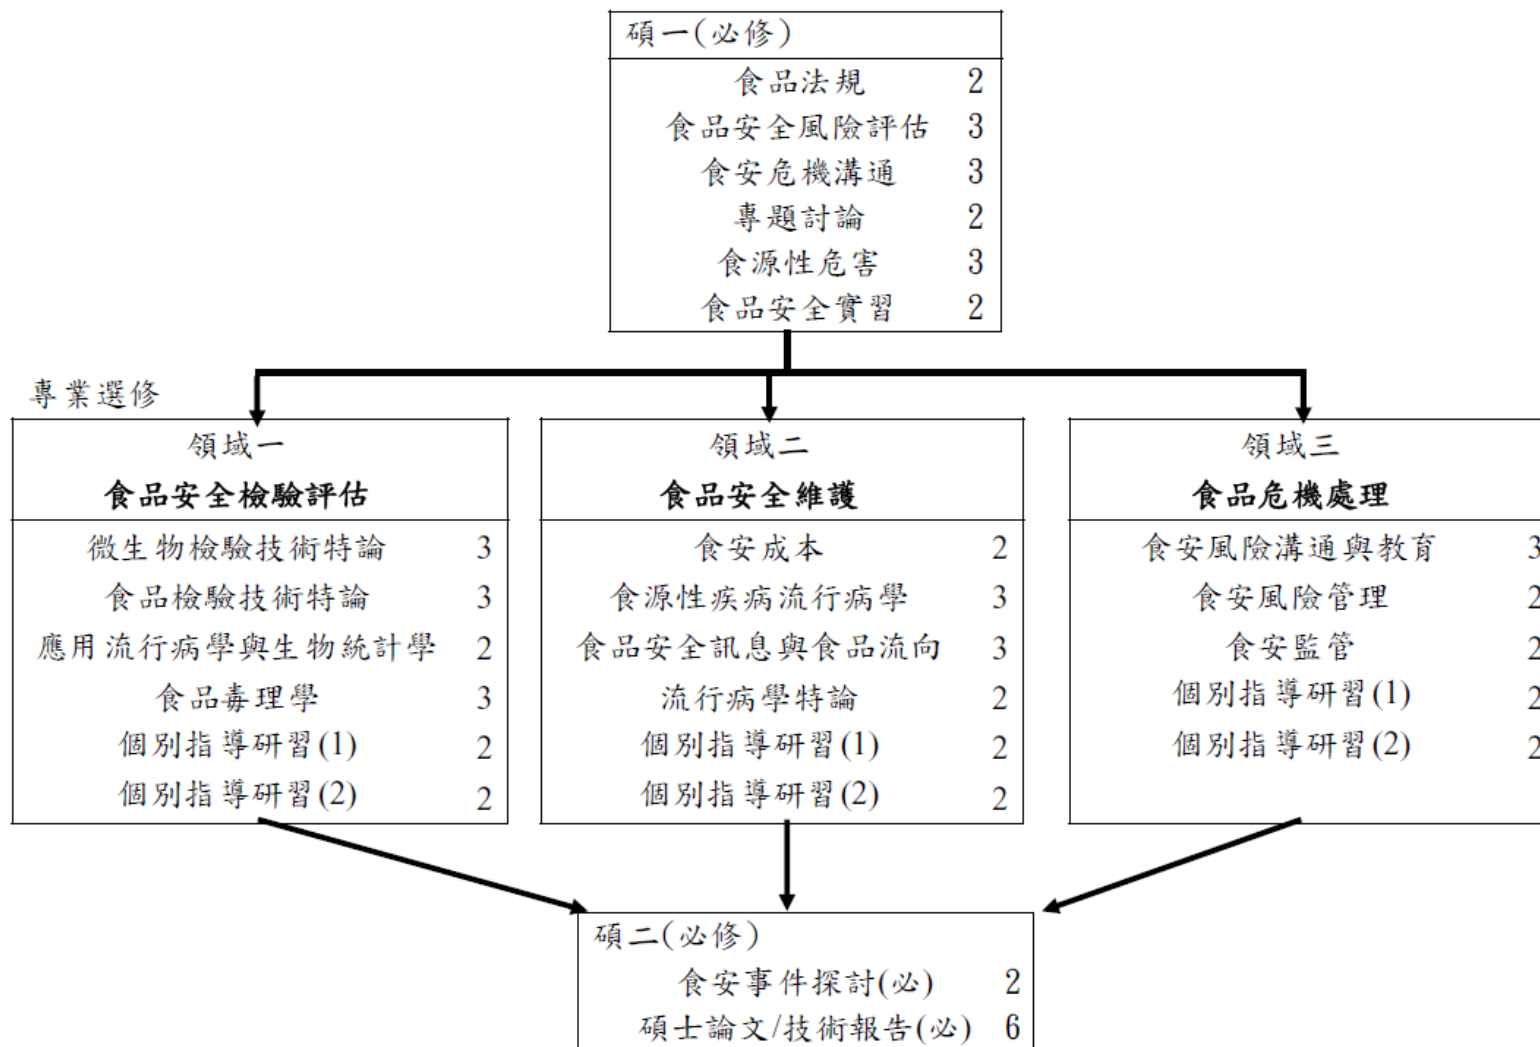 碩一(必修)
食品法規 2
食品安全風險評估 3
食安危機溝通 3
專題討論 2
食源性危害 3
食品安全實習 2
專業選修
領域一
食品安全檢驗評估
微生物檢驗技術特論 3
食品檢驗技術特論 3
應用流行病學與生物統計學 2
食品毒理學 3
個別指導研習(1) 2
個別指導研習(2) 2
領域二
食品安全維護
食安成本 2
食源性疾病流行病學 3
食品安全訊息與食品流向 3
流行病學特論 2
個別指導研習(1) 2
個別指導研習(2) 2
領域三
食品危機處理
食安風險溝通與教育 3
食安風險管理 2
食安監管 2
個別指導研習(1) 2
個別指導研習(2) 2
碩二(必修)
食安事件探討(必) 2
碩士論文/技術報告(必) 6